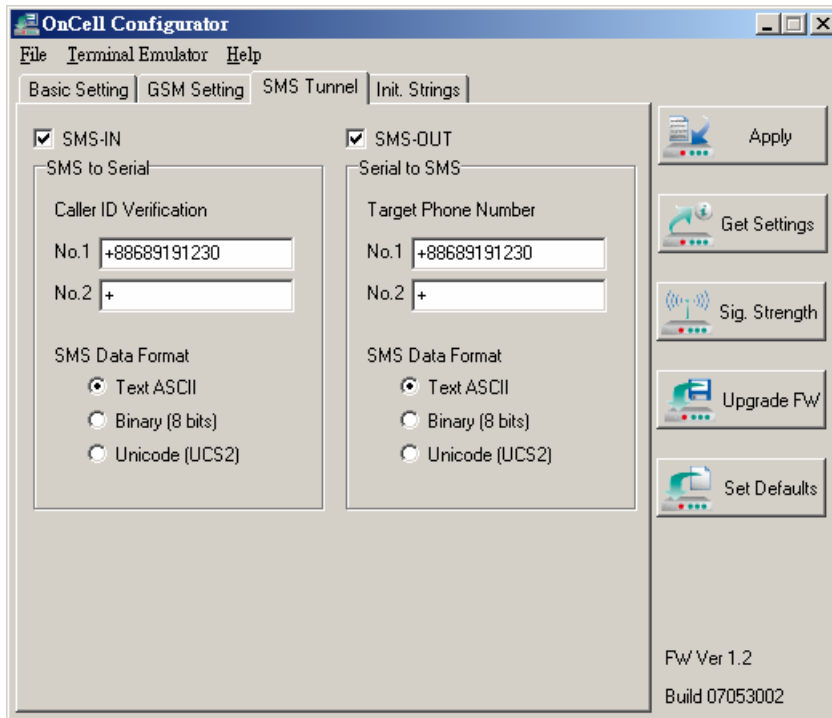 OnCell Configurator
File Terminal Emulator Help
Basic Setting GSM Setting SMS Tunnel Init. Strings
SMS-IN
SMS to Serial
Caller ID Verification
No.1 +88689191230
No.2 +
SMS Data Format
Text ASCII
Binary (8 bits)
Unicode (UCS2)
SMS-OUT
Serial to SMS
Target Phone Number
No.1 +88689191230
No.2 +
SMS Data Format
Text ASCII
Binary (8 bits)
Unicode (UCS2)
Apply
Get Settings
Sig. Strength
Upgrade FW
Set Defaults
FW Ver 1.2
Build 07053002